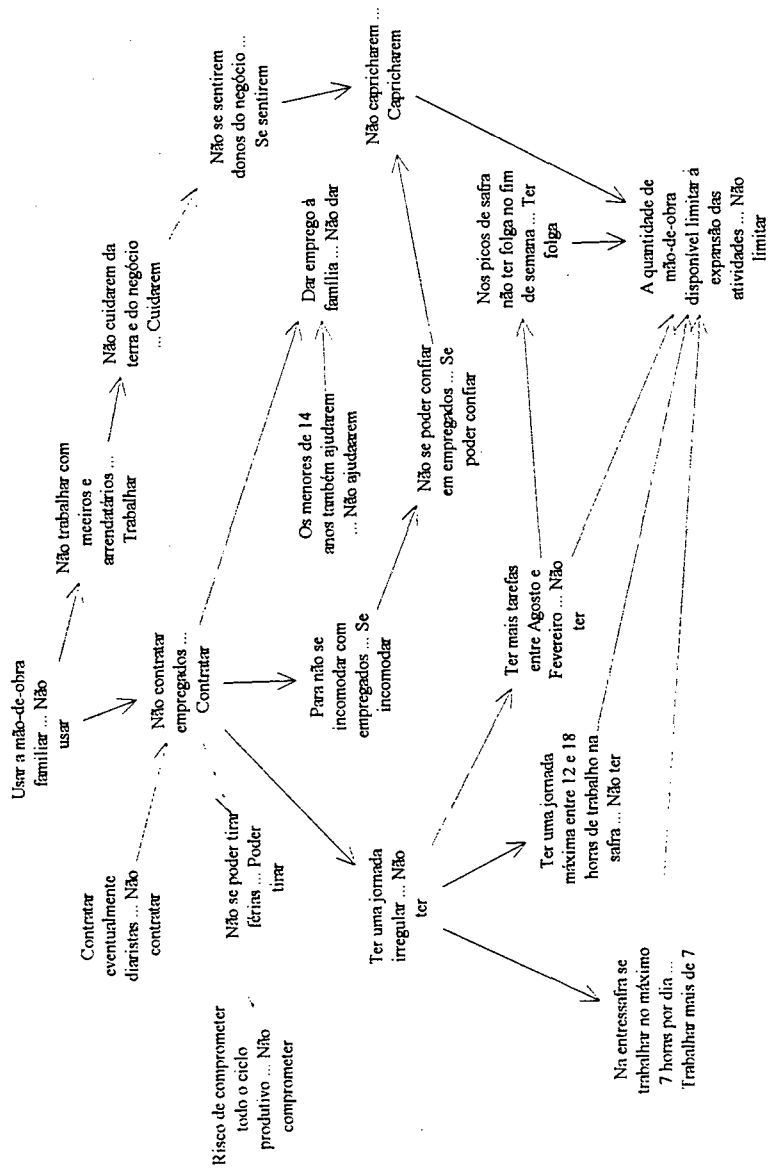 Usar a mão-de-obra
familiar ... Não
usar
Não trabalhar com
meeiros e
arrendatários ...
Trabalhar
Não cuidarem da
terra e do negócio
... Cuidarem
Não se sentirem
donos do negócio ...
Se sentirem
Contratar
eventualmente
diaristas ... Não
contratar
Não contratar
empregados ...
Contratar
Dar emprego á
família ... Não dar
Não capricharem ...
Capricharem
Risco de comprometer
todo o ciclo
produtivo ... Não
comprometer
Não se poder tirar
férias ... Poder
tirar
Para não se
incomodar com
empregados ... Se
incomodar
Os menores de 14
anos também ajudarem
... Não ajudaarem
Não se poder confiar
em empregados ... Se
poder confiar
Ter uma jornada
irregular ... Não
ter
Ter mais tarefas
entre Agosto e
Fevereiro ... Não
ter
Nos picos de safra
não ter folga no fim
de semana ... Ter
folga
Na entressafra se
trabalhar no máximo
7 horas por dia ...
Trabalhar mais de 7
Ter uma jornada
máxima entre 12 e 18
horas de trabalho na
safra ... Não ter
A quantidade de
mão-de-obra
disponível limitar á
expansão das
atividades ... Não
limitar